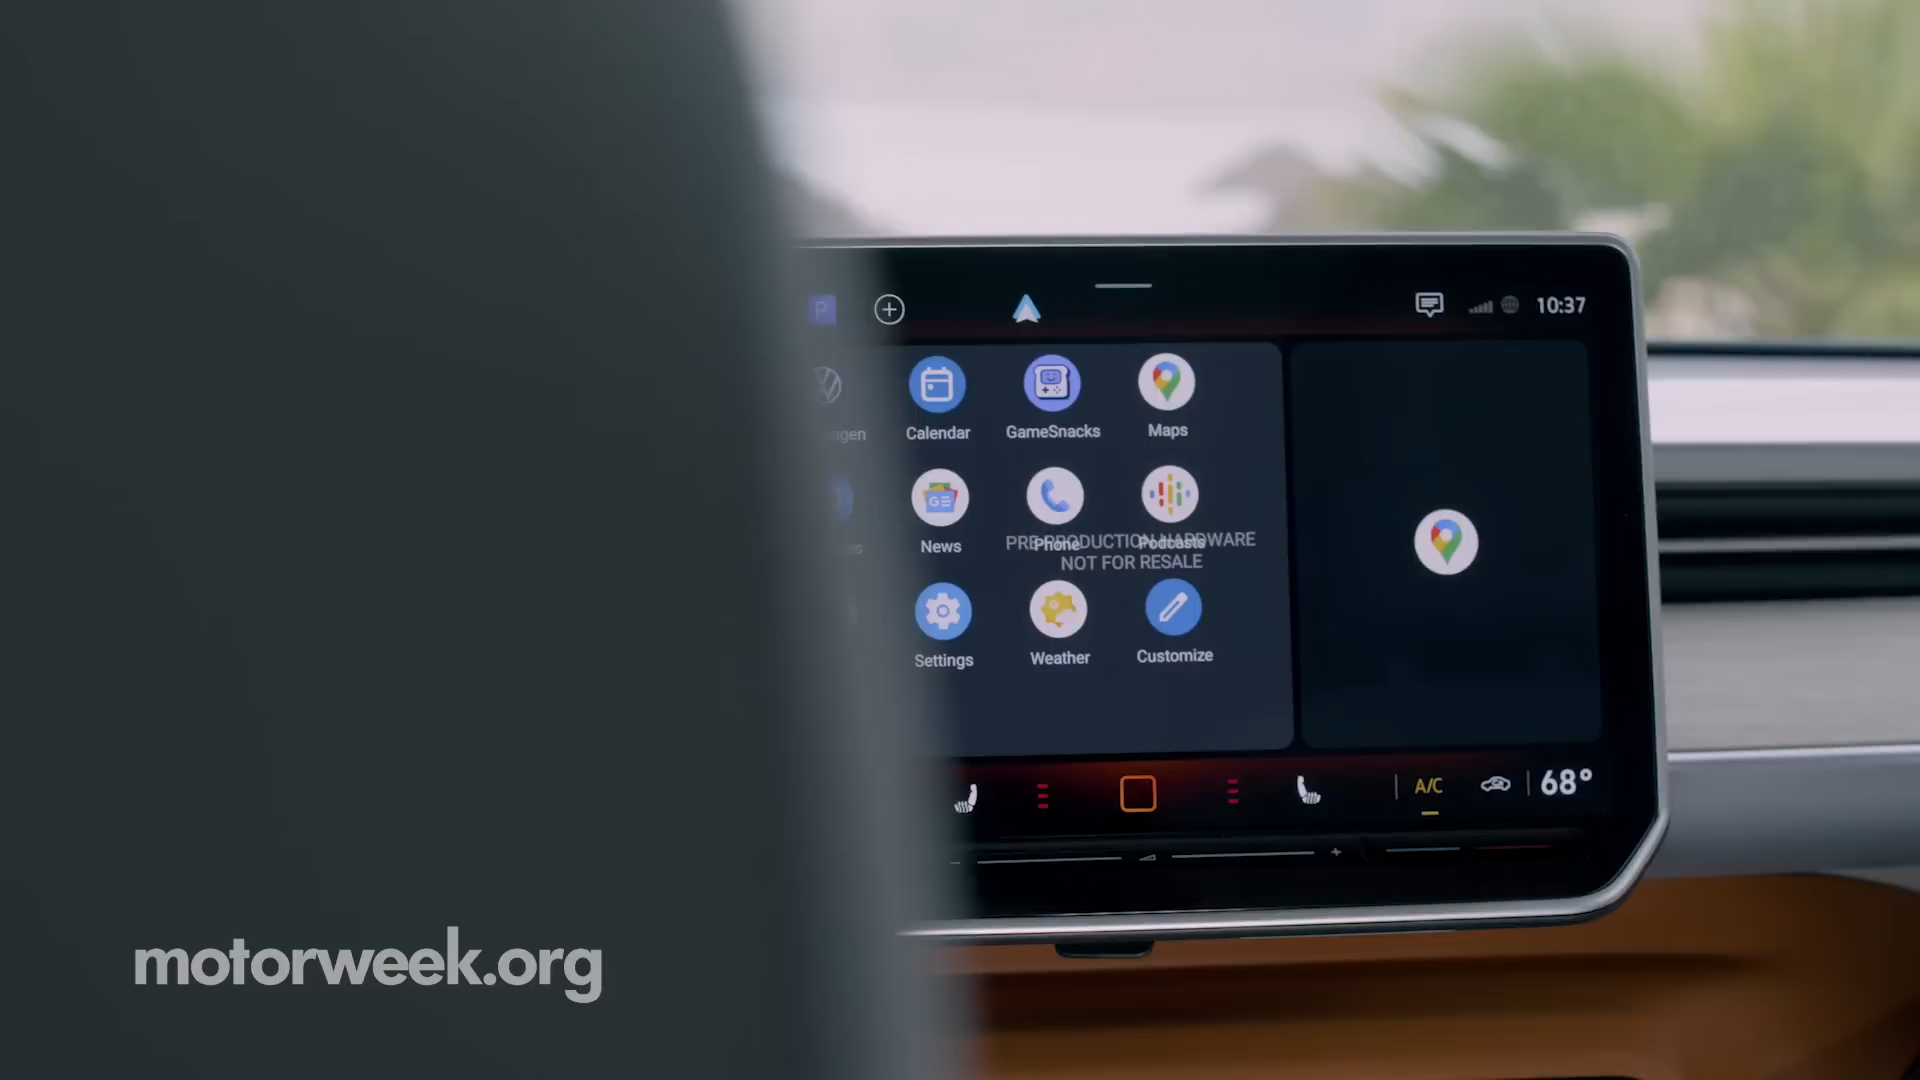 P
10:37
Calendar
GameSnacks
Maps
News
Phone
Podcasts
PRE-PRODUCTION HARDWARE
NOT FOR RESALE
Settings
Weather
Customize
A/C
68°
motorweek.org